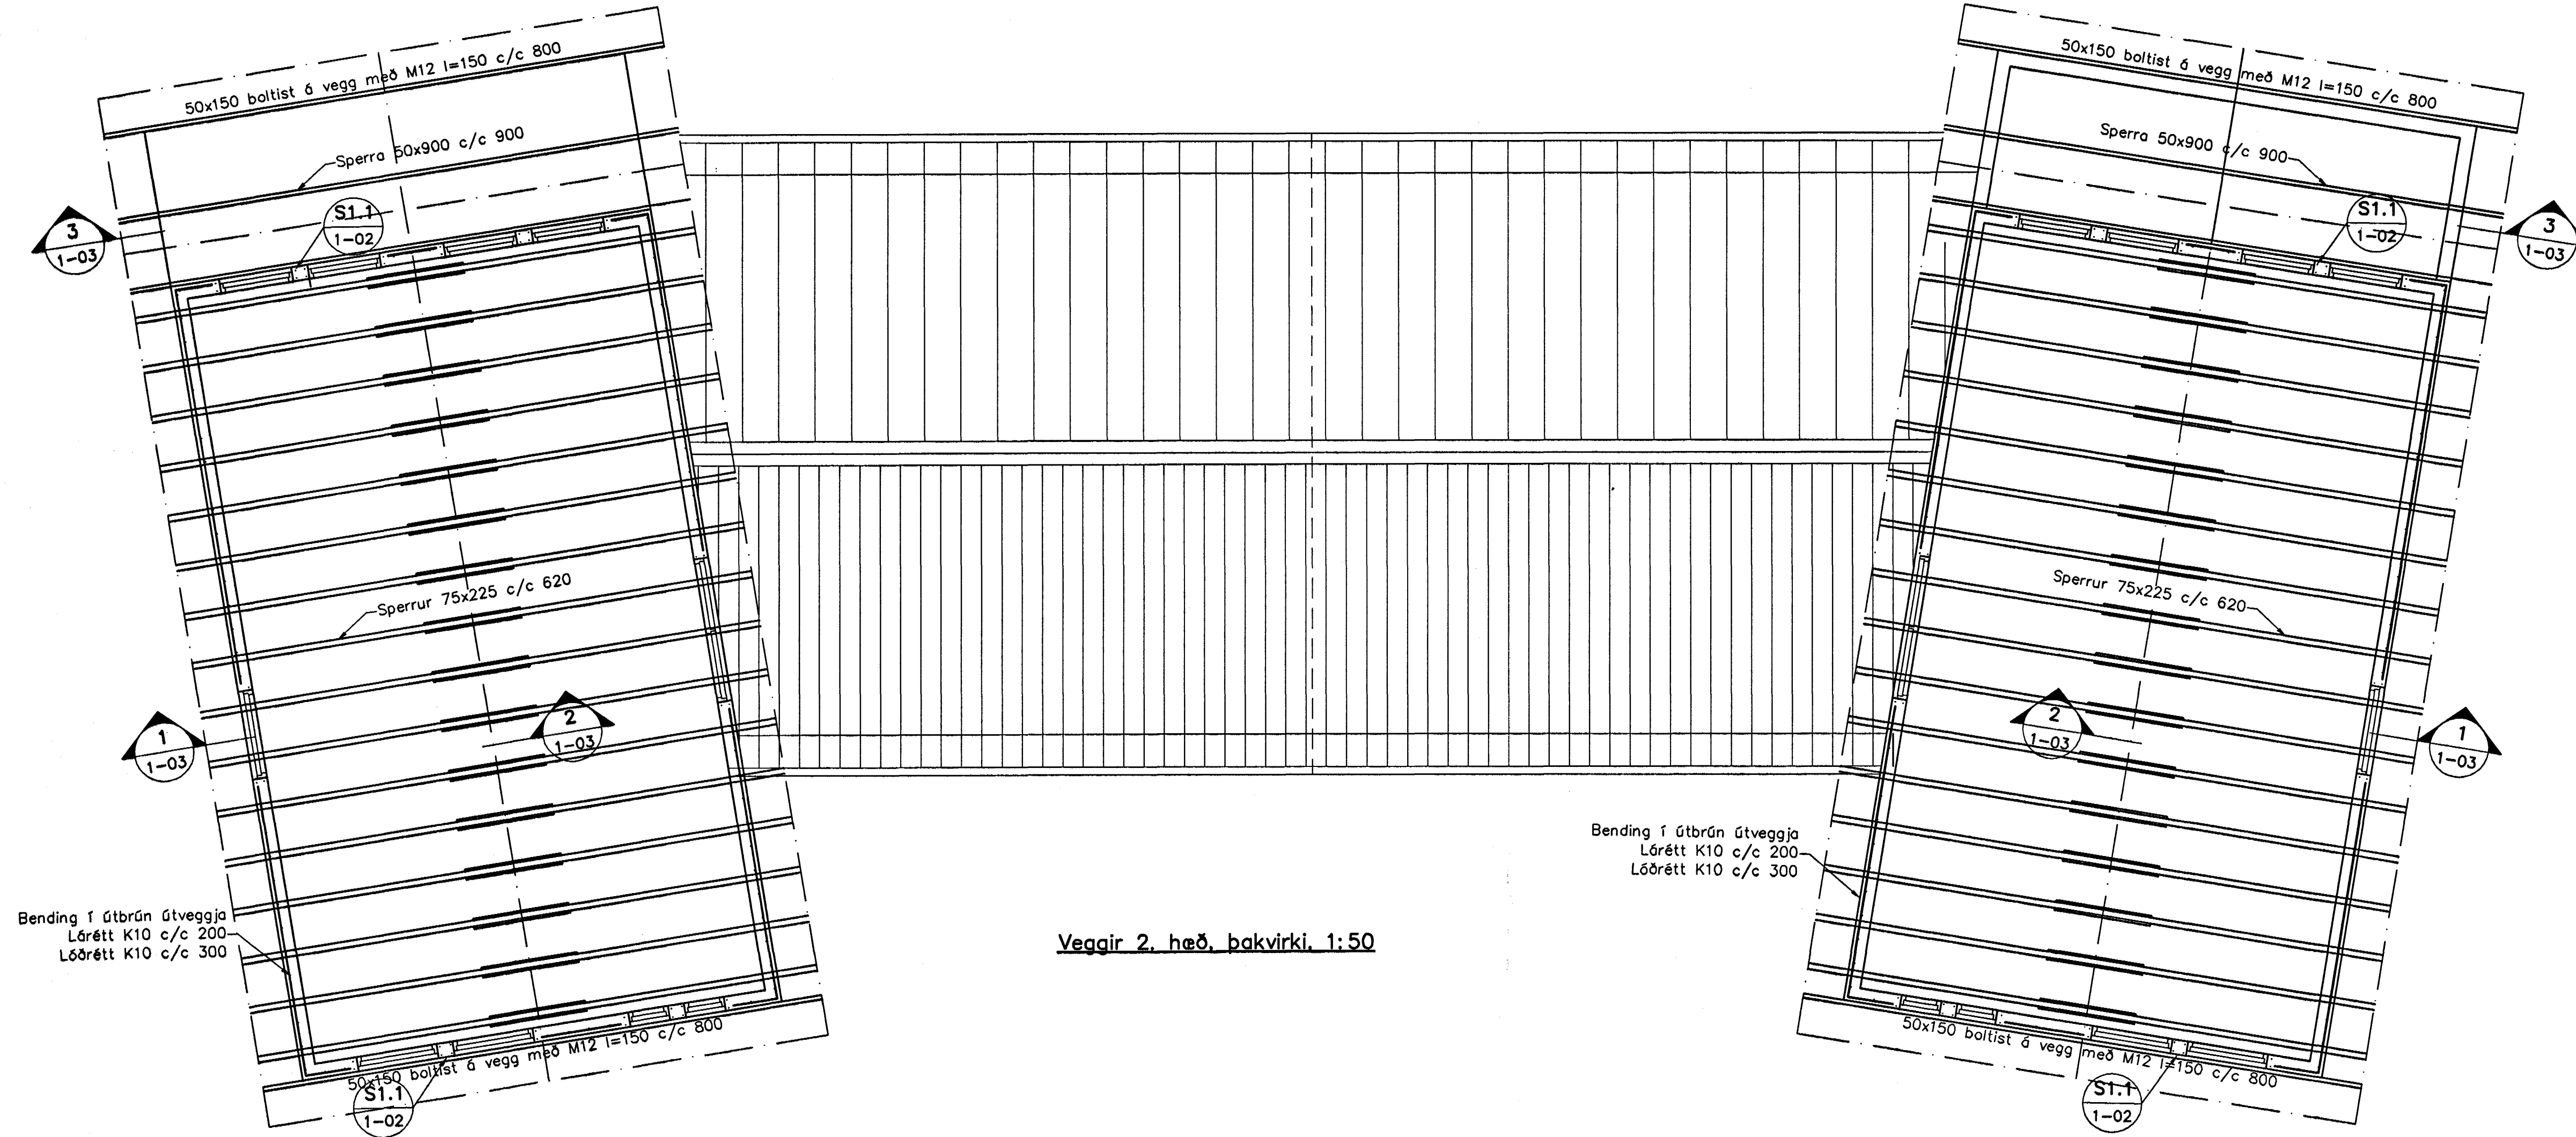 50x150 boltist á vegg með M12 l=150 c/c 800
Sperra 50x900 c/c 900
S1.1
1-02
3
1-03
Sperrur 75x225 c/c 620
2
1-03
1
1-03
Bending í útbrún útveggja
Lárétt K10 c/c 200
Lóðrétt K10 c/c 300
50x150 boltist á vegg með M12 l=150 c/c 800
S1.1
1-02
Veggir 2. hæð, þakvirki, 1:50
50x150 boltist á vegg með M12 l=150 c/c 800
Sperra 50x900 c/c 900
S1.1
1-02
3
1-03
Sperrur 75x225 c/c 620
2
1-03
1
1-03
Bending í útbrún útveggja
Lárétt K10 c/c 200
Lóðrétt K10 c/c 300
50x150 boltist á vegg með M12 l=150 c/c 800
S1.1
1-02